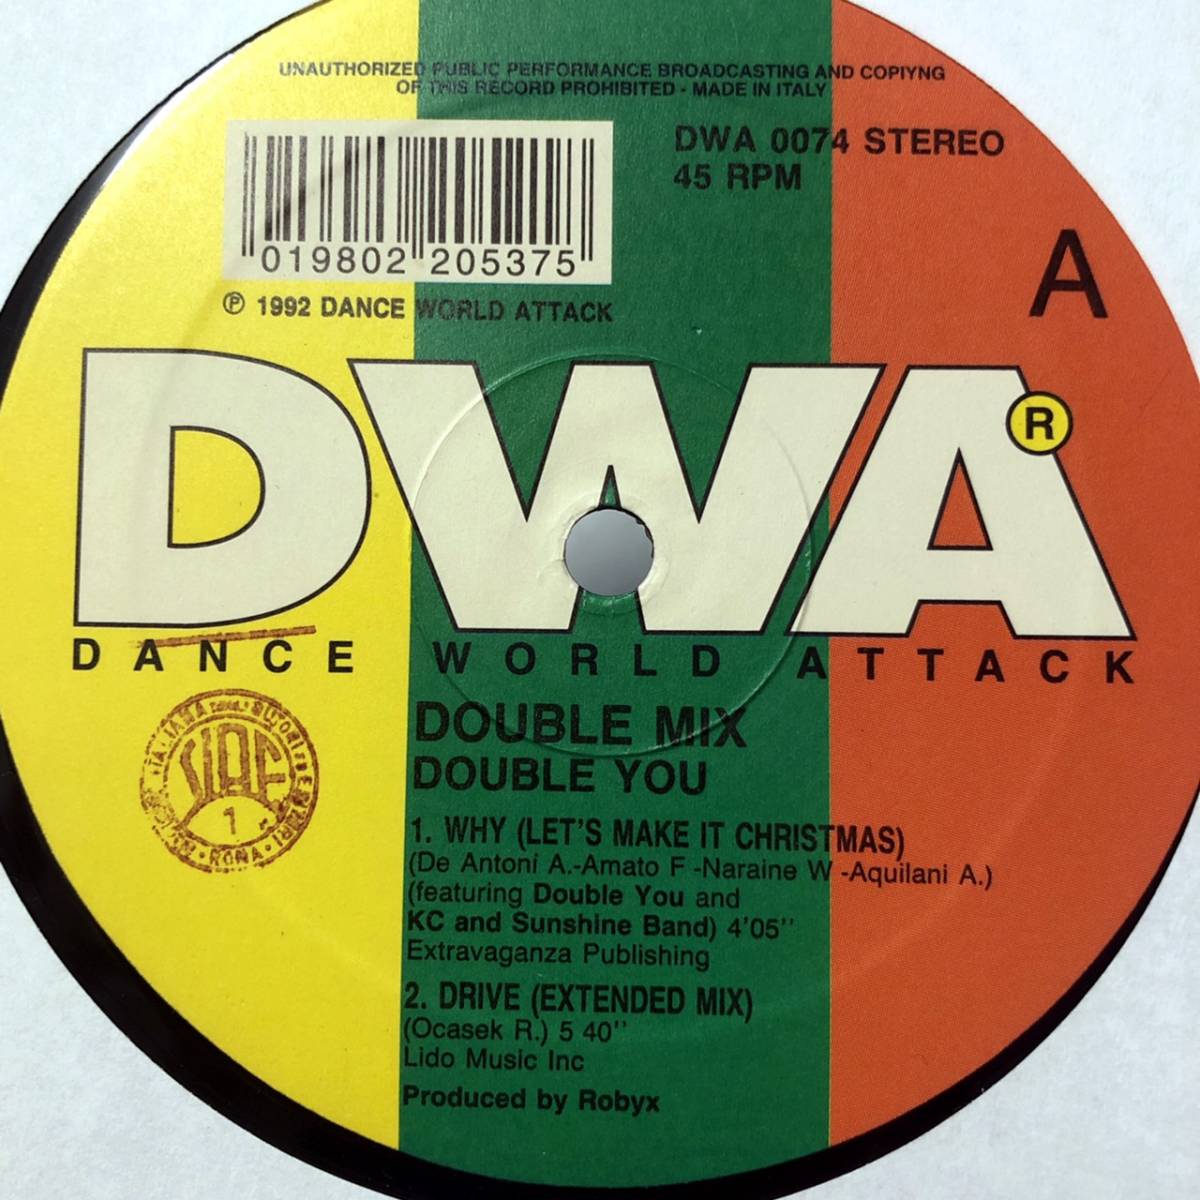 UNAUTHORIZED PUBLIC PERFORMANCE BROADCASTING AND COPIYNG
OF THIS RECORD PROHIBITED - MADE IN ITALY
DWA 0074 STEREO
45 RPM
019802 205375
℗ 1992 DANCE WORLD ATTACK
A
DWA
R
DANCE WORLD ATTACK
SIAE
1
ROMA
DOUBLE MIX
DOUBLE YOU
1. WHY (LET'S MAKE IT CHRISTMAS)
(De Antoni A.-Amato F -Naraine W -Aquilani A.)
(featuring Double You and
KC and Sunshine Band) 4'05''
Extravaganza Publishing
2. DRIVE (EXTENDED MIX)
(Ocasek R.) 5 40''
Lido Music Inc
Produced by Robyx